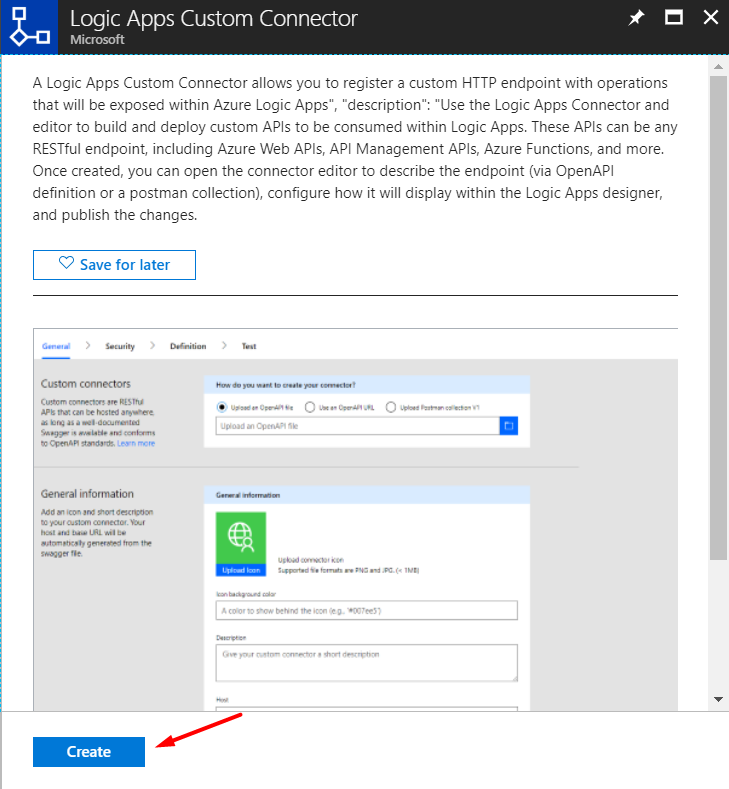 Logic Apps Custom Connector
Microsoft
A Logic Apps Custom Connector allows you to register a custom HTTP endpoint with operations
that will be exposed within Azure Logic Apps", "description": "Use the Logic Apps Connector and
editor to build and deploy custom APIs to be consumed within Logic Apps. These APIs can be any
RESTful endpoint, including Azure Web APIs, API Management APIs, Azure Functions, and more.
Once created, you can open the connector editor to describe the endpoint (via OpenAPI
definition or a postman collection), configure how it will display within the Logic Apps designer,
and publish the changes.
Save for later
General > Security > Definition > Test
Custom connectors
Custom connectors are RESTful
APIs that can be hosted anywhere,
as long as a well-documented
Swagger is available and conforms
to OpenAPI standards. Learn more
How do you want to create your connector?
Upload an OpenAPI file Use an OpenAPI URL Upload Postman collection V1
Upload an OpenAPI file
General information
Add an icon and short description
to your custom connector. Your
host and base URL will be
automatically generated from the
swagger file.
General information
Upload Icon
Upload connector icon
Supported file formats are PNG and JPG. (< 1MB)
Icon background color
A color to show behind the icon (e.g., '#007ee5')
Description
Give your custom connector a short description
Host
Create